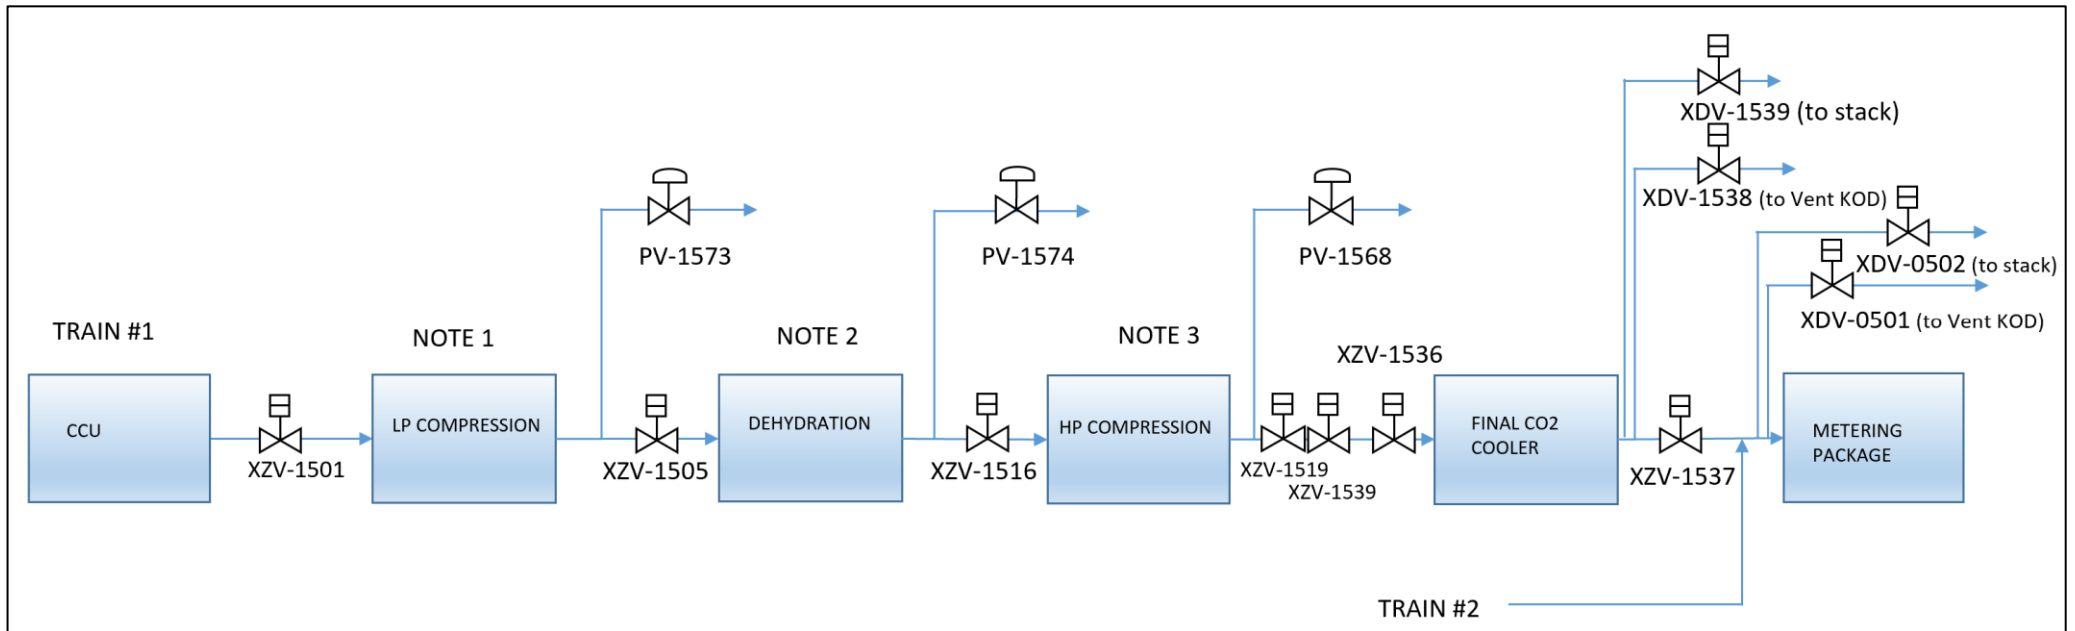 XDV-1539 (to stack)
XDV-1538 (to Vent KOD)
PV-1573
PV-1574
PV-1568
XDV-0502 (to stack)
XDV-0501 (to Vent KOD)
TRAIN #1
NOTE 1
NOTE 2
NOTE 3
XZV-1536
CCU
LP COMPRESSION
DEHYDRATION
HP COMPRESSION
FINAL CO2
COOLER
METERING
PACKAGE
XZV-1501
XZV-1505
XZV-1516
XZV-1519
XZV-1539
XZV-1537
TRAIN #2